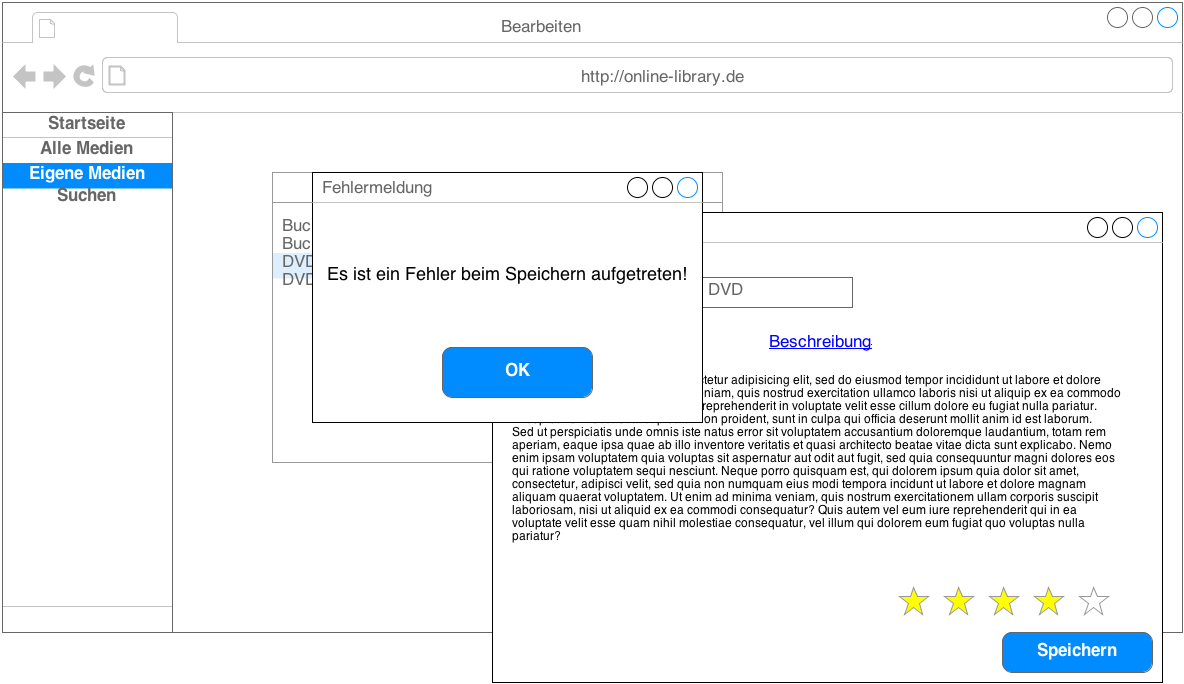 Bearbeiten
http://online-library.de
Startseite
Alle Medien
Eigene Medien
Suchen
Fehlermeldung
Buc
Buc
DVD
DVD
Es ist ein Fehler beim Speichern aufgetreten!
OK
DVD
Beschreibung
tetur adipisicing elit, sed do eiusmod tempor incididunt ut labore et dolore
niam, quis nostrud exercitation ullamco laboris nisi ut aliquip ex ea commodo
reprehenderit in voluptate velit esse cillum dolore eu fugiat nulla pariatur.
on proident, sunt in culpa qui officia deserunt mollit anim id est laborum.
Sed ut perspiciatis unde omnis iste natus error sit voluptatem accusantium doloremque laudantium, totam rem
aperiam, eaque ipsa quae ab illo inventore veritatis et quasi architecto beatae vitae dicta sunt explicabo. Nemo
enim ipsam voluptatem quia voluptas sit aspernatur aut odit aut fugit, sed quia consequuntur magni dolores eos
qui ratione voluptatem sequi nesciunt. Neque porro quisquam est, qui dolorem ipsum quia dolor sit amet,
consectetur, adipisci velit, sed quia non numquam eius modi tempora incidunt ut labore et dolore magnam
aliquam quaerat voluptatem. Ut enim ad minima veniam, quis nostrum exercitationem ullam corporis suscipit
laboriosam, nisi ut aliquid ex ea commodi consequatur? Quis autem vel eum iure reprehenderit qui in ea
voluptate velit esse quam nihil molestiae consequatur, vel illum qui dolorem eum fugiat quo voluptas nulla
pariatur?
Speichern